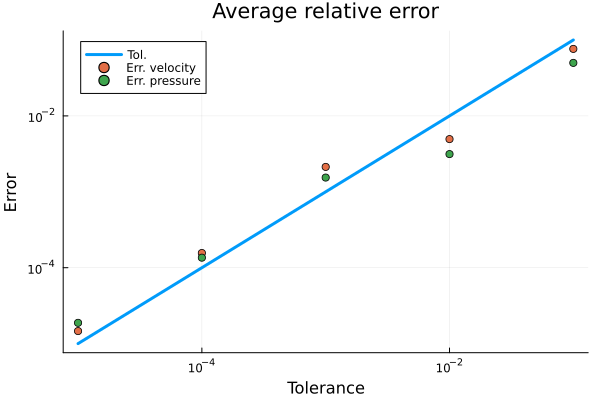 Average relative error
Tol.
Err. velocity
Err. pressure
Error
10⁻²
10⁻⁴
10⁻⁴
10⁻²
Tolerance